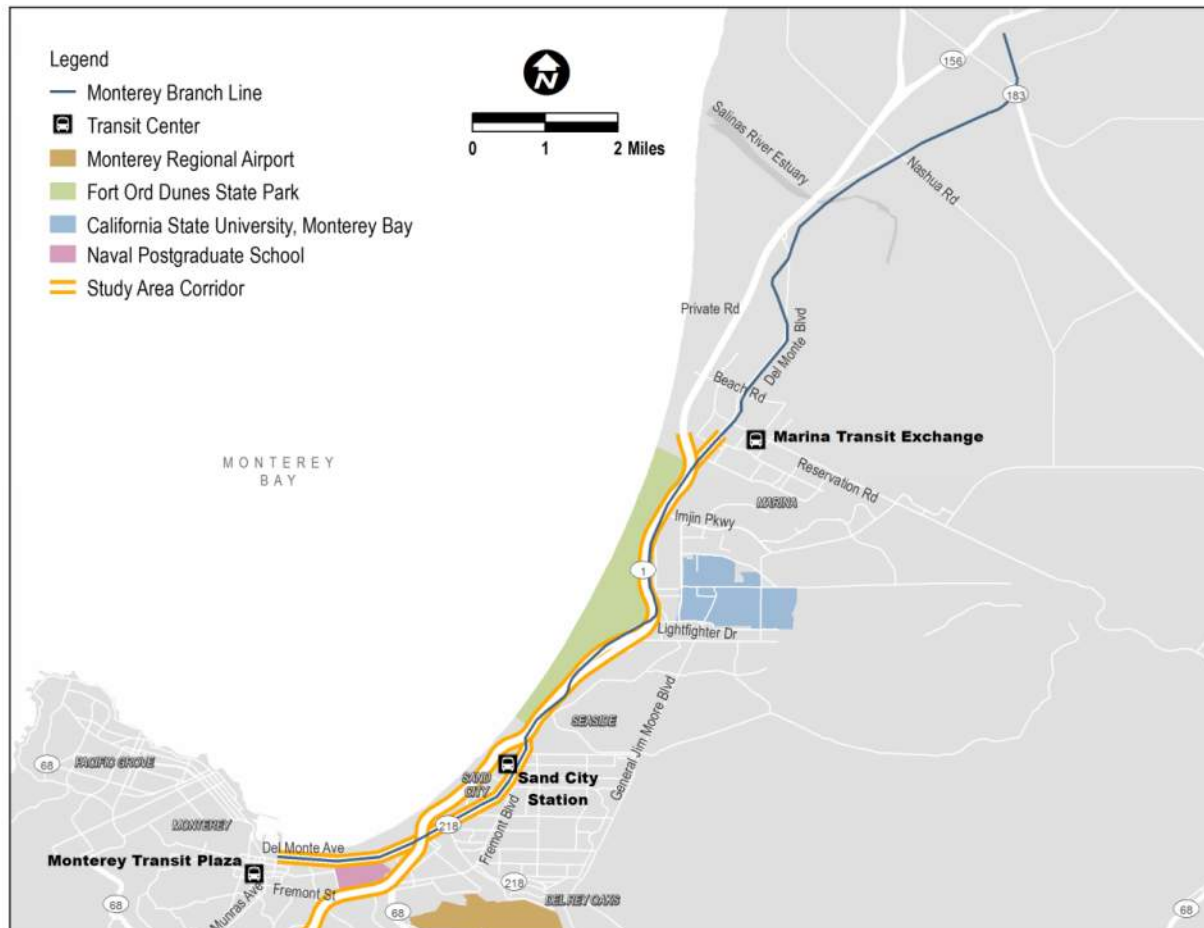 Legend
Monterey Branch Line
Transit Center
Monterey Regional Airport
Fort Ord Dunes State Park
California State University, Monterey Bay
Naval Postgraduate School
Study Area Corridor
N
0 1 2 Miles
156
183
Salinas River Estuary
Nashua Rd
Private Rd
Del Monte Blvd
Beach Rd
Marina Transit Exchange
MONTEREY
BAY
Reservation Rd
MARINA
Imjin Pkwy
1
Lightfighter Dr
General Jim Moore Blvd
SEASIDE
68
PACIFIC GROVE
SAND
CITY
Sand City
Station
Fremont Blvd
218
MONTEREY
Del Monte Ave
Monterey Transit Plaza
Munras Ave
Fremont St
218
DEL REY OAKS
68
68
68